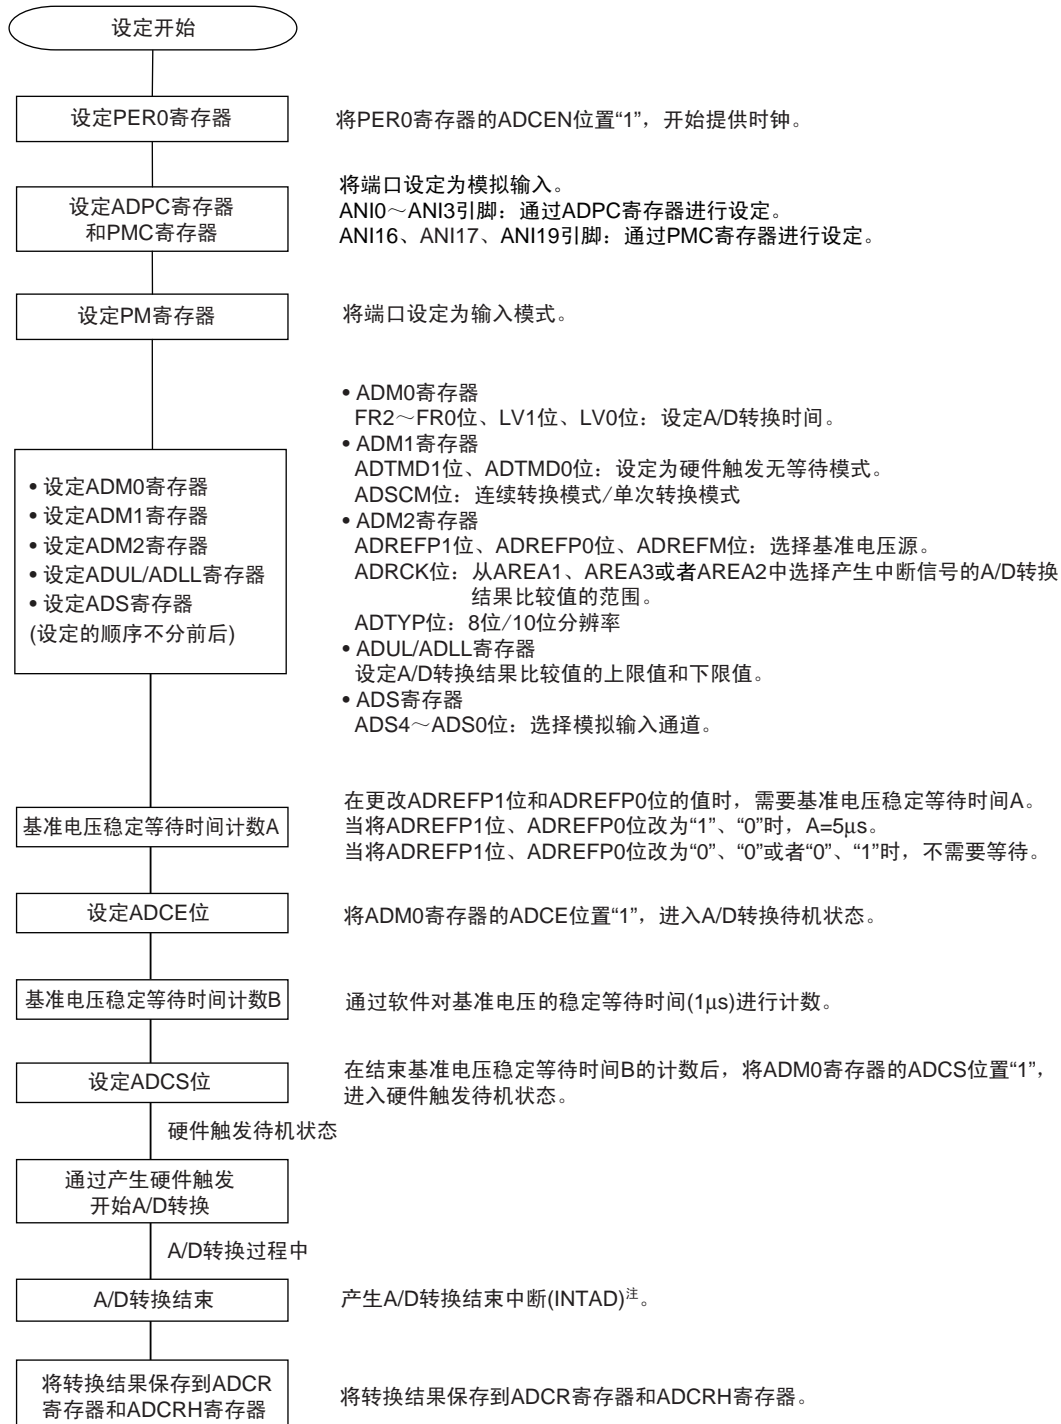 设定开始
设定PER0寄存器
将PER0寄存器的ADCEN位置“1”，开始提供时钟。
设定ADPC寄存器
和PMC寄存器
将端口设定为模拟输入。
ANI0～ANI3引脚：通过ADPC寄存器进行设定。
ANI16、ANI17、ANI19引脚：通过PMC寄存器进行设定。
设定PM寄存器
将端口设定为输入模式。
• 设定ADM0寄存器
• 设定ADM1寄存器
• 设定ADM2寄存器
• 设定ADUL/ADLL寄存器
• 设定ADS寄存器
(设定的顺序不分前后)
• ADM0寄存器
FR2～FR0位、LV1位、LV0位：设定A/D转换时间。
• ADM1寄存器
ADTMD1位、ADTMD0位：设定为硬件触发无等待模式。
ADSCM位：连续转换模式/单次转换模式
• ADM2寄存器
ADREFP1位、ADREFP0位、ADREFM位：选择基准电压源。
ADRCK位：从AREA1、AREA3或者AREA2中选择产生中断信号的A/D转换
结果比较值的范围。
ADTYP位：8位/10位分辨率
• ADUL/ADLL寄存器
设定A/D转换结果比较值的上限值和下限值。
• ADS寄存器
ADS4～ADS0位：选择模拟输入通道。
基准电压稳定等待时间计数A
在更改ADREFP1位和ADREFP0位的值时，需要基准电压稳定等待时间A。
当将ADREFP1位、ADREFP0位改为“1”、“0”时，A=5μs。
当将ADREFP1位、ADREFP0位改为“0”、“0”或者“0”、“1”时，不需要等待。
设定ADCE位
将ADM0寄存器的ADCE位置“1”，进入A/D转换待机状态。
基准电压稳定等待时间计数B
通过软件对基准电压的稳定等待时间(1μs)进行计数。
设定ADCS位
在结束基准电压稳定等待时间B的计数后，将ADM0寄存器的ADCS位置“1”，
进入硬件触发待机状态。
硬件触发待机状态
通过产生硬件触发
开始A/D转换
A/D转换过程中
A/D转换结束
产生A/D转换结束中断(INTAD)注。
将转换结果保存到ADCR
寄存器和ADCRH寄存器
将转换结果保存到ADCR寄存器和ADCRH寄存器。